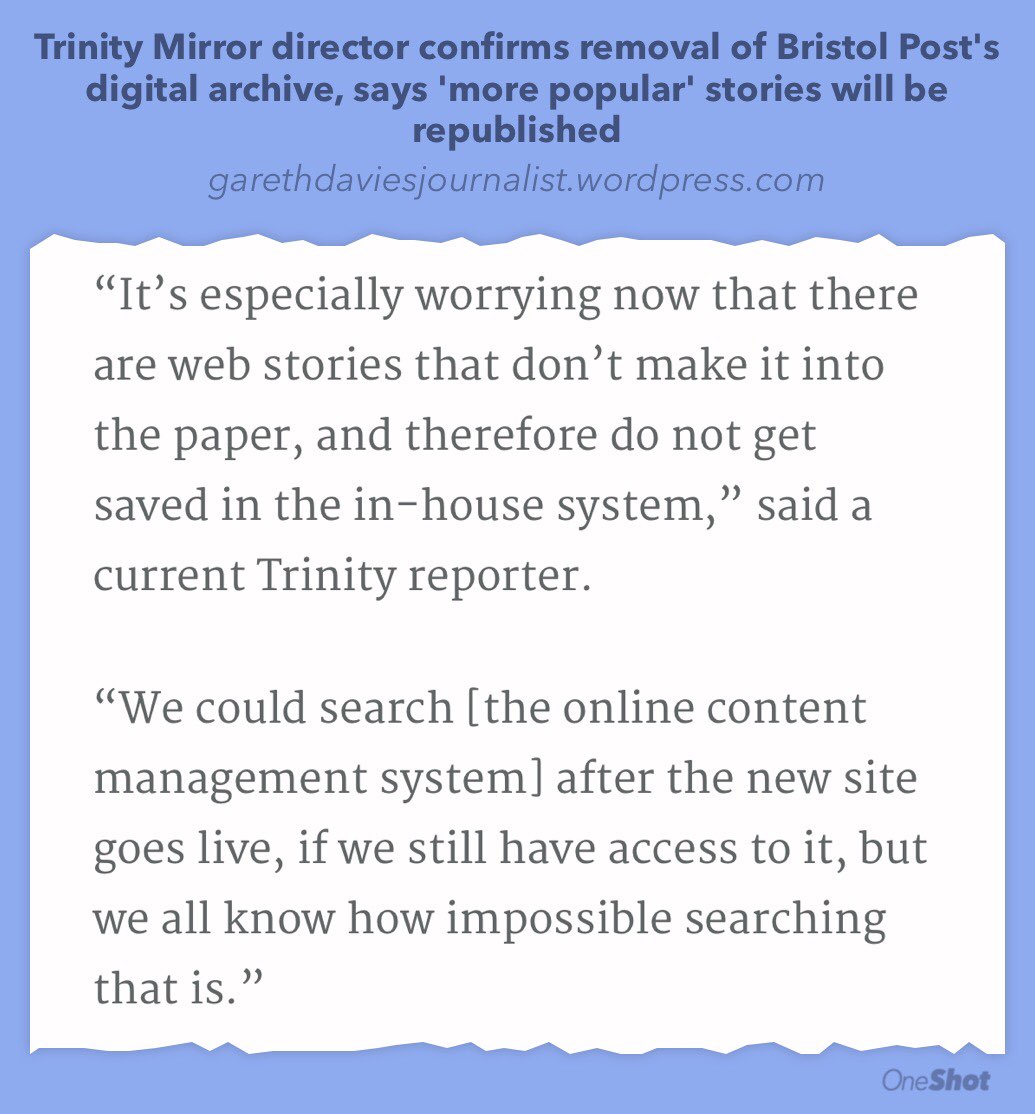 Trinity Mirror director confirms removal of Bristol Post's
digital archive, says 'more popular' stories will be
republished
garethdaviesjournalist.wordpress.com
“It’s especially worrying now that there
are web stories that don’t make it into
the paper, and therefore do not get
saved in the in-house system,” said a
current Trinity reporter.
“We could search [the online content
management system] after the new site
goes live, if we still have access to it, but
we all know how impossible searching
that is.”
OneShot